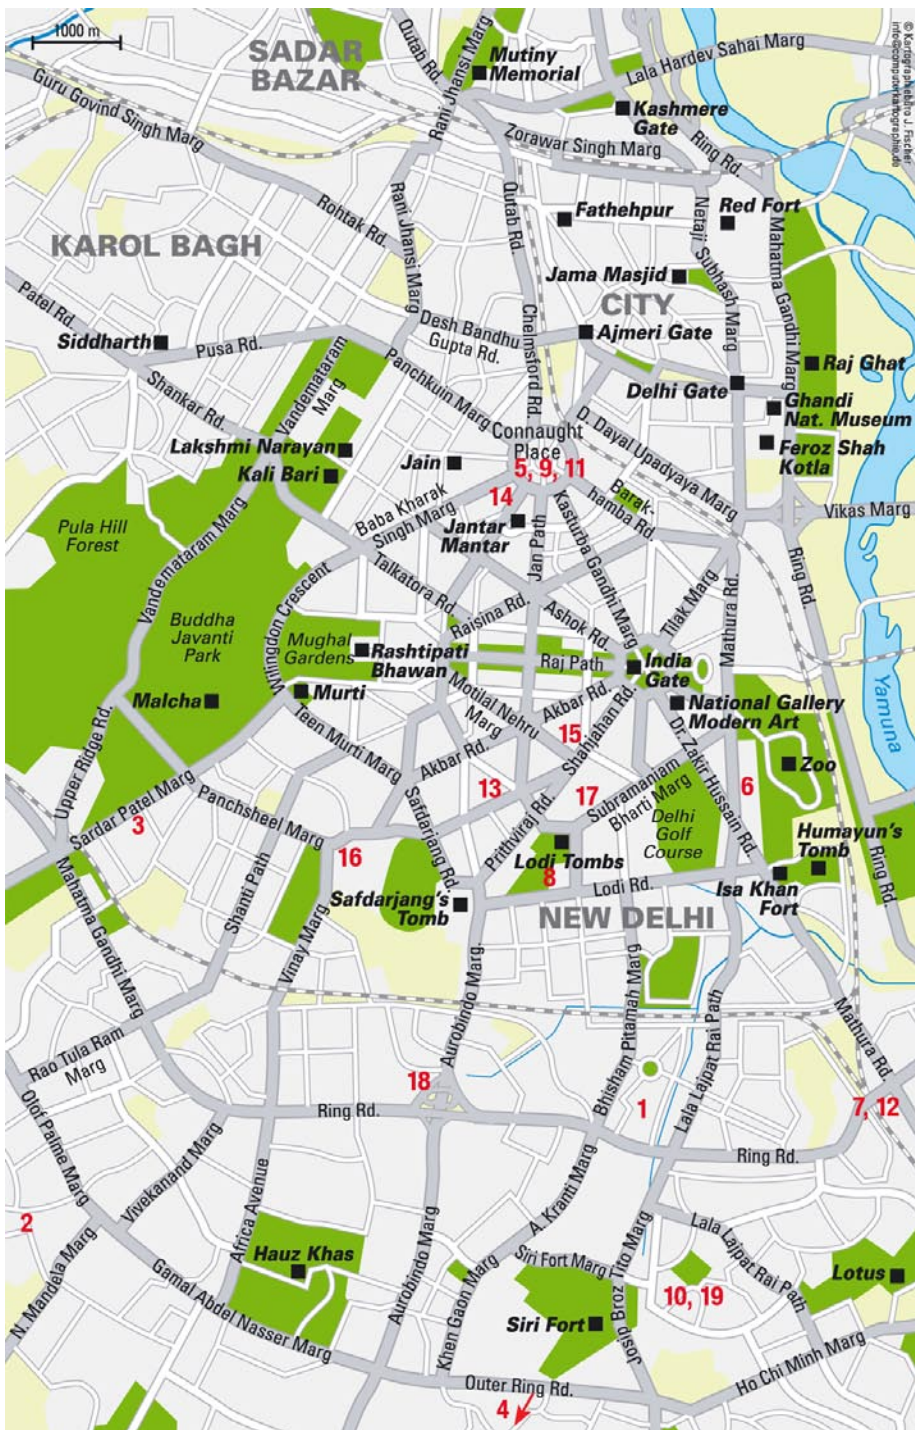 1000 m
SADAR
BAZAR
Qutab Rd.
Rani Jhansi Marg
Mutiny
Memorial
Lala Hardev Sahai Marg
© Kartographiebüro J. Fischer
info@computerkartographie.de
Guru Govind Singh Marg
Kashmere
Gate
Zorawar Singh Marg
Ring Rd.
Rohtak Rd.
Rani Jhansi Marg
Qutab Rd.
Fathehpur
Netaji Subhash Marg
Red Fort
KAROL BAGH
Jama Masjid
CITY
Mahatma Gandhi Marg
Patel Rd.
Siddharth
Pusa Rd.
Desh Bandhu
Gupta Rd.
Chelmsford Rd.
Ajmeri Gate
Raj Ghat
Shankar Rd.
Vandemataram
Marg
Panchkuin Marg
Delhi Gate
Ghandi
Nat. Museum
D. Dayal Upadyaya Marg
Connaught
Place
Feroz Shah
Kotla
Lakshmi Narayan
Kali Bari
Jain
5, 9, 11
14
Barak-
hamba Rd.
Baba Kharak
Singh Marg
Jantar
Mantar
Jan Path
Kasturba Gandhi Marg
Vikas Marg
Pula Hill
Forest
Vandemataram Marg
Willingdon Crescent
Talkatora Rd.
Raisina Rd.
Ashok Rd.
Tilak Marg
Mathura Rd.
Ring Rd.
Buddha
Javanti
Park
Mughal
Gardens
Rashtipati
Bhawan
Raj Path
India
Gate
Malcha
Murti
Motilal Nehru
Marg
Akbar Rd.
National Gallery
Modern Art
Yamuna
Upper Ridge Rd.
Teen Murti Marg
Akbar Rd.
15
Shanjahan Rd.
Dr. Zakir Hussain Rd.
6
Zoo
Sardar Patel Marg
3
Panchsheel Marg
Safdarjang Rd.
13
Prithviraj Rd.
17
Subramaniam
Bharti Marg
Delhi
Golf
Course
16
Lodi Tombs
8
Humayun's
Tomb
Ring Rd.
Mahatma Gandhi Marg
Shanti Path
Vinay Marg
Safdarjang's
Tomb
Lodi Rd.
Isa Khan
Fort
NEW DELHI
Rao Tula Ram
Marg
Aurobindo Marg.
Bhisham Pitamah Marg
Lala Lajpat Rai Path
Mathura Rd.
18
1
7, 12
Olof Palme Marg
Ring Rd.
Ring Rd.
Vivekanand Marg
Africa Avenue
2
N. Mandela Marg
Hauz Khas
Aurobindo Marg
A. Kranti Marg
Khen Gaon Marg
Siri Fort Marg
Josip Broz Tito Marg
Lala Lajpat Rai Path
10, 19
Lotus
Gamal Abdel Nasser Marg
Siri Fort
Outer Ring Rd.
Ho Chi Minh Marg
4